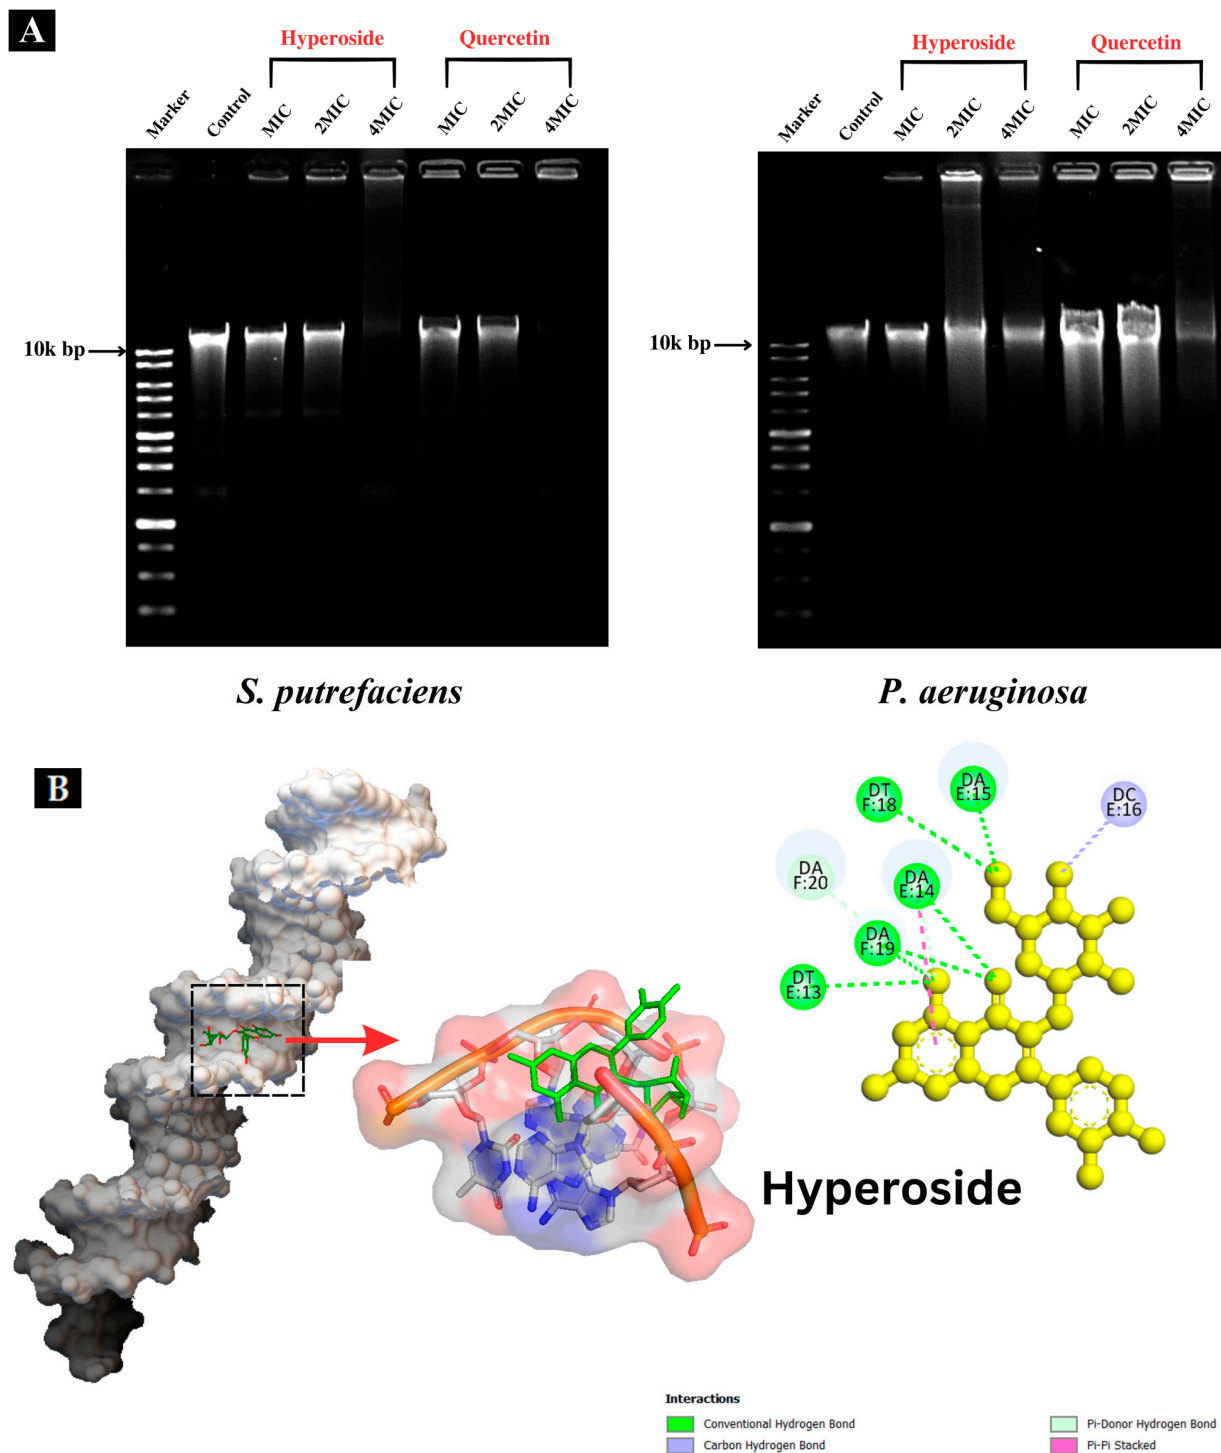 A
Hyperoside Quercetin
Marker Control MIC 2MIC 4MIC MIC 2MIC 4MIC
10k bp
S. putrefaciens
Hyperoside Quercetin
Marker Control MIC 2MIC 4MIC MIC 2MIC 4MIC
10k bp
P. aeruginosa
B
DT
F:18
DA
E:15
DC
E:16
DA
F:20
DA
E:14
DA
F:19
DT
E:13
Hyperoside
Interactions
Conventional Hydrogen Bond
Carbon Hydrogen Bond
Pi-Donor Hydrogen Bond
Pi-Pi Stacked